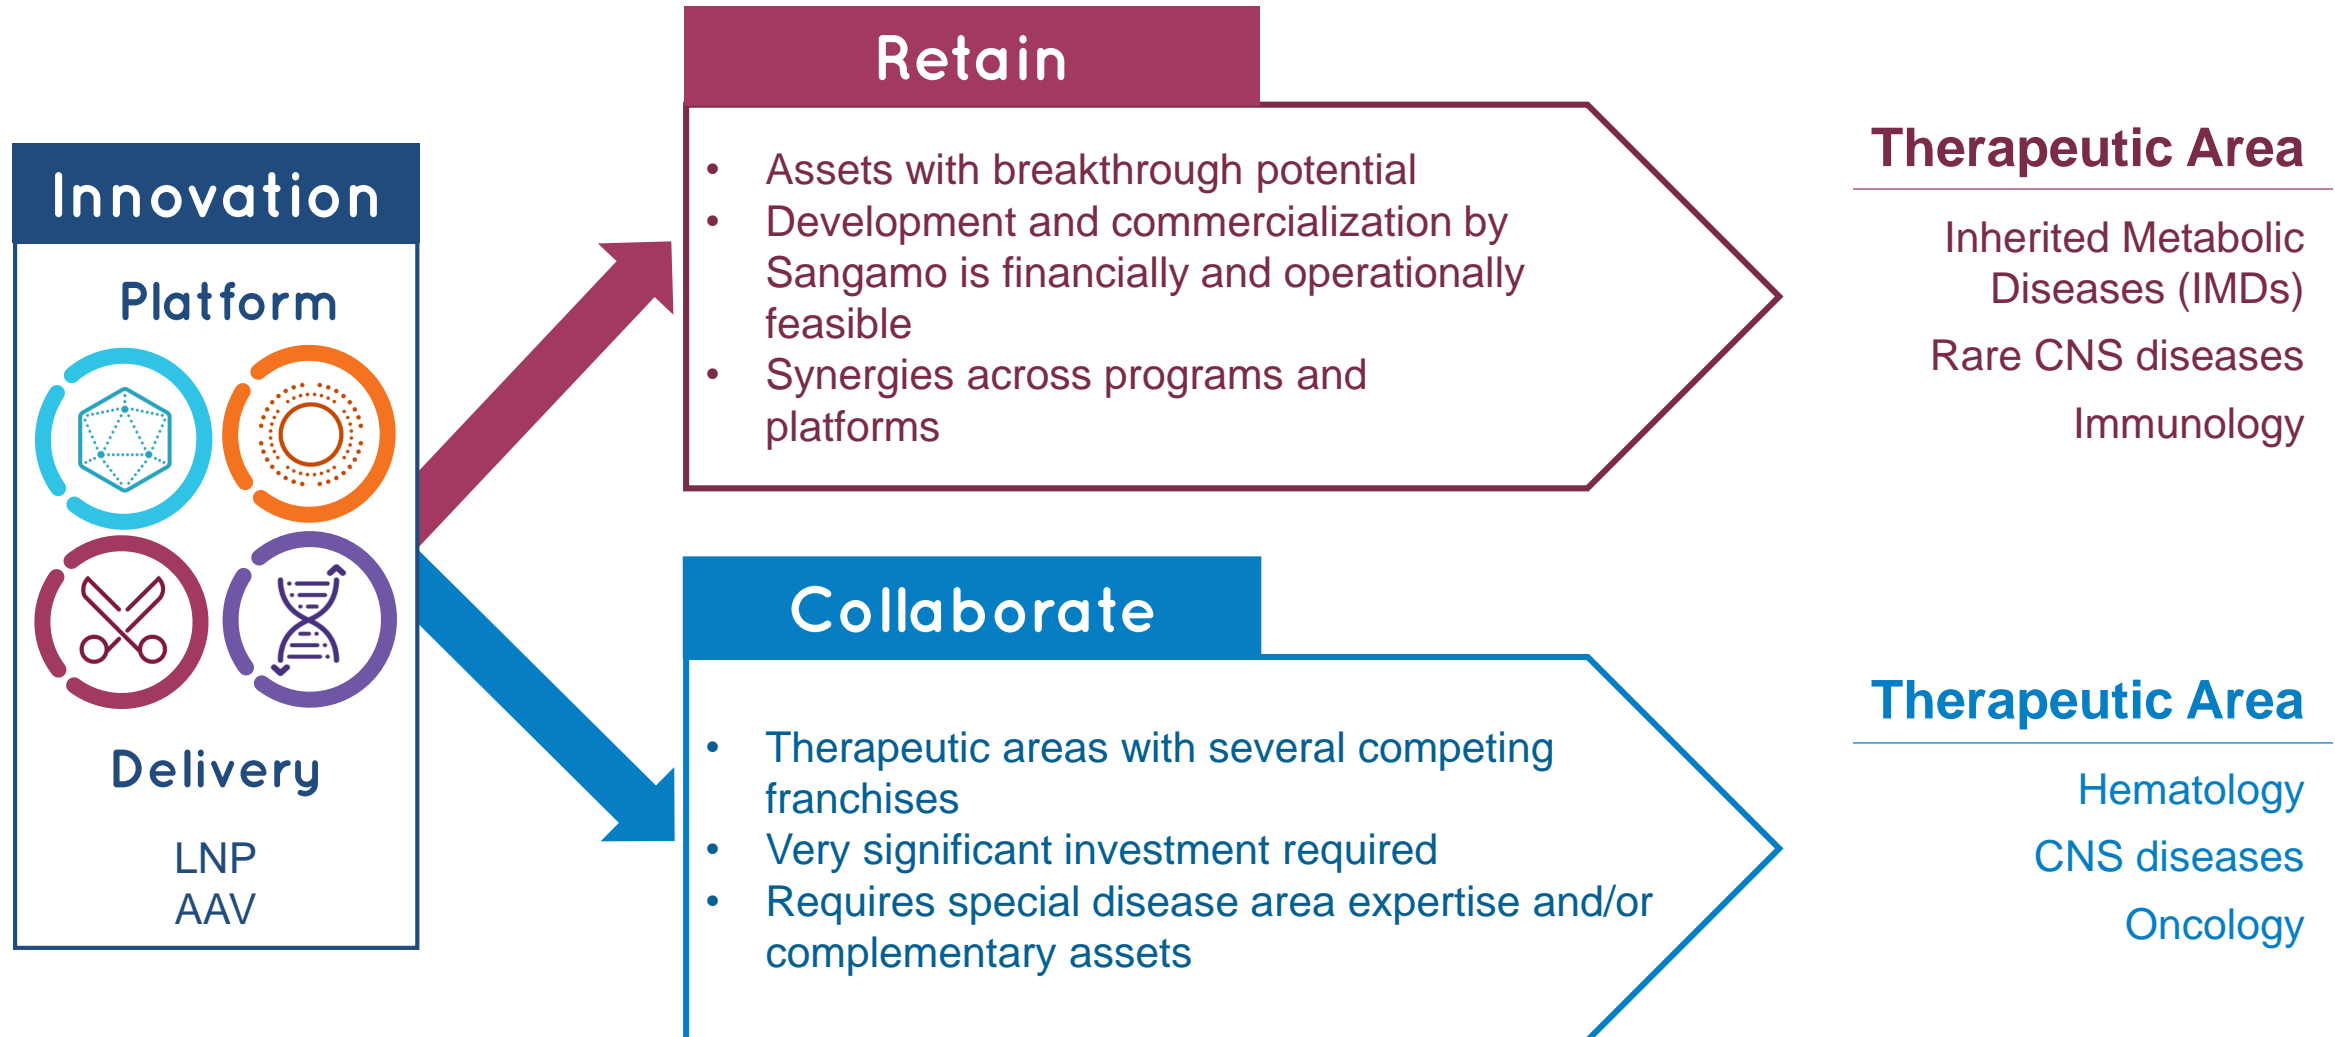 Innovation
Platform
Delivery
LNP
AAV
Retain
• Assets with breakthrough potential
• Development and commercialization by
Sangamo is financially and operationally
feasible
• Synergies across programs and
platforms
Therapeutic Area
Inherited Metabolic
Diseases (IMDs)
Rare CNS diseases
Immunology
Collaborate
• Therapeutic areas with several competing
franchises
• Very significant investment required
• Requires special disease area expertise and/or
complementary assets
Therapeutic Area
Hematology
CNS diseases
Oncology